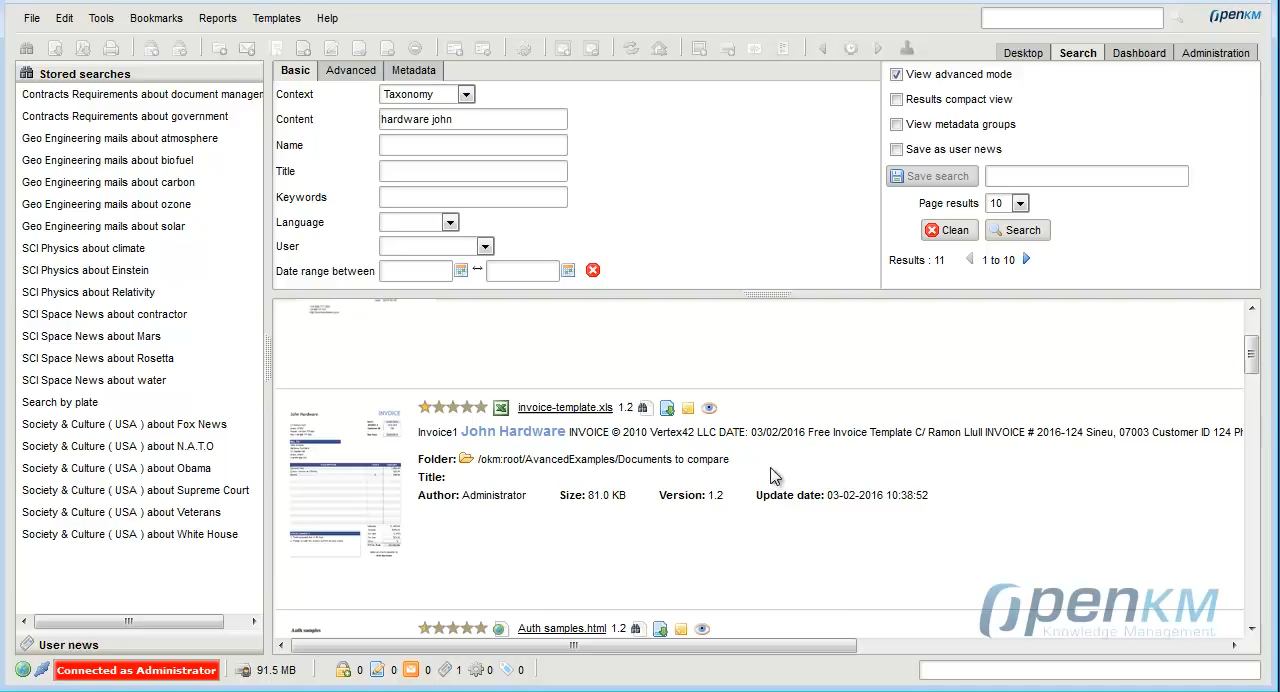 File Edit Tools Bookmarks Reports Templates Help
OPENKM
Desktop Search Dashboard Administration
Stored searches
Contracts Requirements about document manager
Contracts Requirements about government
Geo Engineering mails about atmosphere
Geo Engineering mails about biofuel
Geo Engineering mails about carbon
Geo Engineering mails about ozone
Geo Engineering mails about solar
SCI Physics about climate
SCI Physics about Einstein
SCI Physics about Relativity
SCI Space News about contractor
SCI Space News about Mars
SCI Space News about Rosetta
SCI Space News about water
Search by plate
Society & Culture ( USA ) about Fox News
Society & Culture ( USA ) about N.A.T.O
Society & Culture ( USA ) about Obama
Society & Culture ( USA ) about Supreme Court
Society & Culture ( USA ) about Veterans
Society & Culture ( USA ) about White House
User news
Basic Advanced Metadata
Context Taxonomy
Content hardware john
Name
Title
Keywords
Language
User
Date range between
View advanced mode
Results compact view
View metadata groups
Save as user news
Save search
Page results 10
Clean Search
Results : 11 1 to 10
John Hardware INVOICE
invoice-template.xls 1.2
Invoice1 John Hardware INVOICE © 2010 Vertex42 LLC DATE 03/02/2016 Free Invoice Template C/ Ramon Llull INVOICE # 2016-124 Sineu, 07003 Customer ID 124 Ph
Folder: /okm:root/AvancedExamples/Documents to compare
Title:
Author: Administrator Size: 81.0 KB Version: 1.2 Update date: 03-02-2016 10:38:52
OpenKM
Knowledge Management
Auth samples
Auth samples.html 1.2
Connected as Administrator 91.5 MB 0 0 0 1 0 0